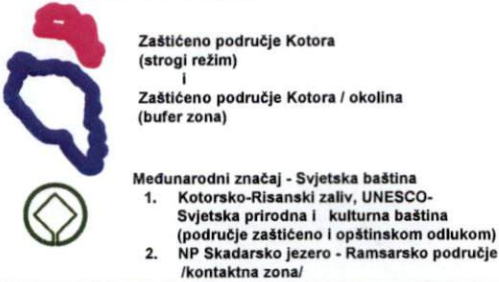 Zaštićeno područje Kotora
(strogi režim)
i
Zaštićeno područje Kotora / okolina
(bufer zona)
Međunarodni značaj - Svjetska baština
1. Kotorsko-Risanski zaliv, UNESCO-
Svjetska prirodna i kulturna baština
(područje zaštićeno i opštinskom odlukom)
2. NP Skadarsko jezero - Ramsarsko područje
/kontaktna zona/